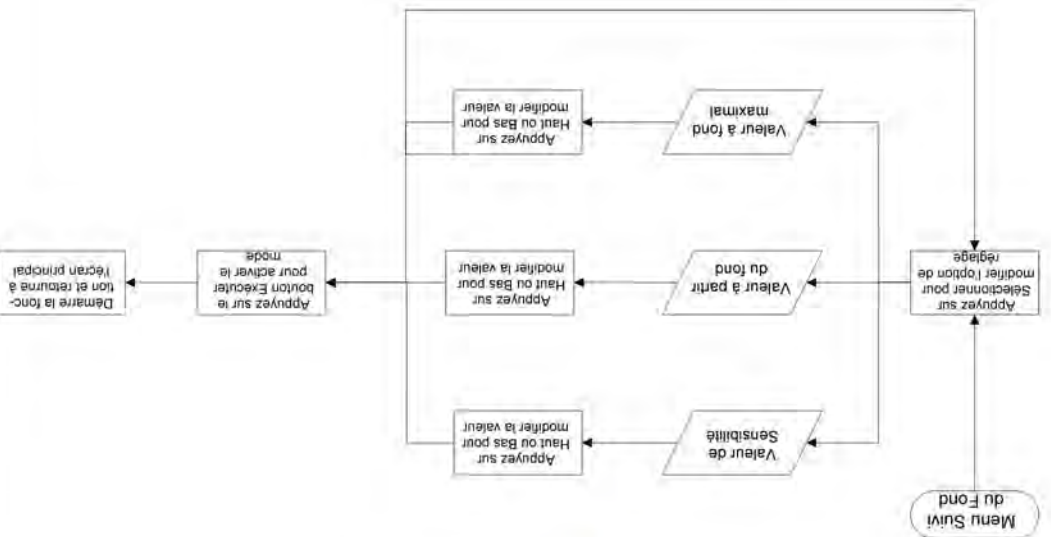 Menu Suivi
du Fond
Appuyez sur
Sélectionner pour
modifier l'option de
réglage
Valeur de
Sensibilité
Appuyez sur
Haut ou Bas pour
modifier la valeur
Valeur à partir
du fond
Appuyez sur
Haut ou Bas pour
modifier la valeur
Appuyez sur le
bouton Exécuter
pour activer le
mode
Démarre la fonc-
tion et retourne à
l'écran principal
Valeur à fond
maximal
Appuyez sur
Haut ou Bas pour
modifier la valeur